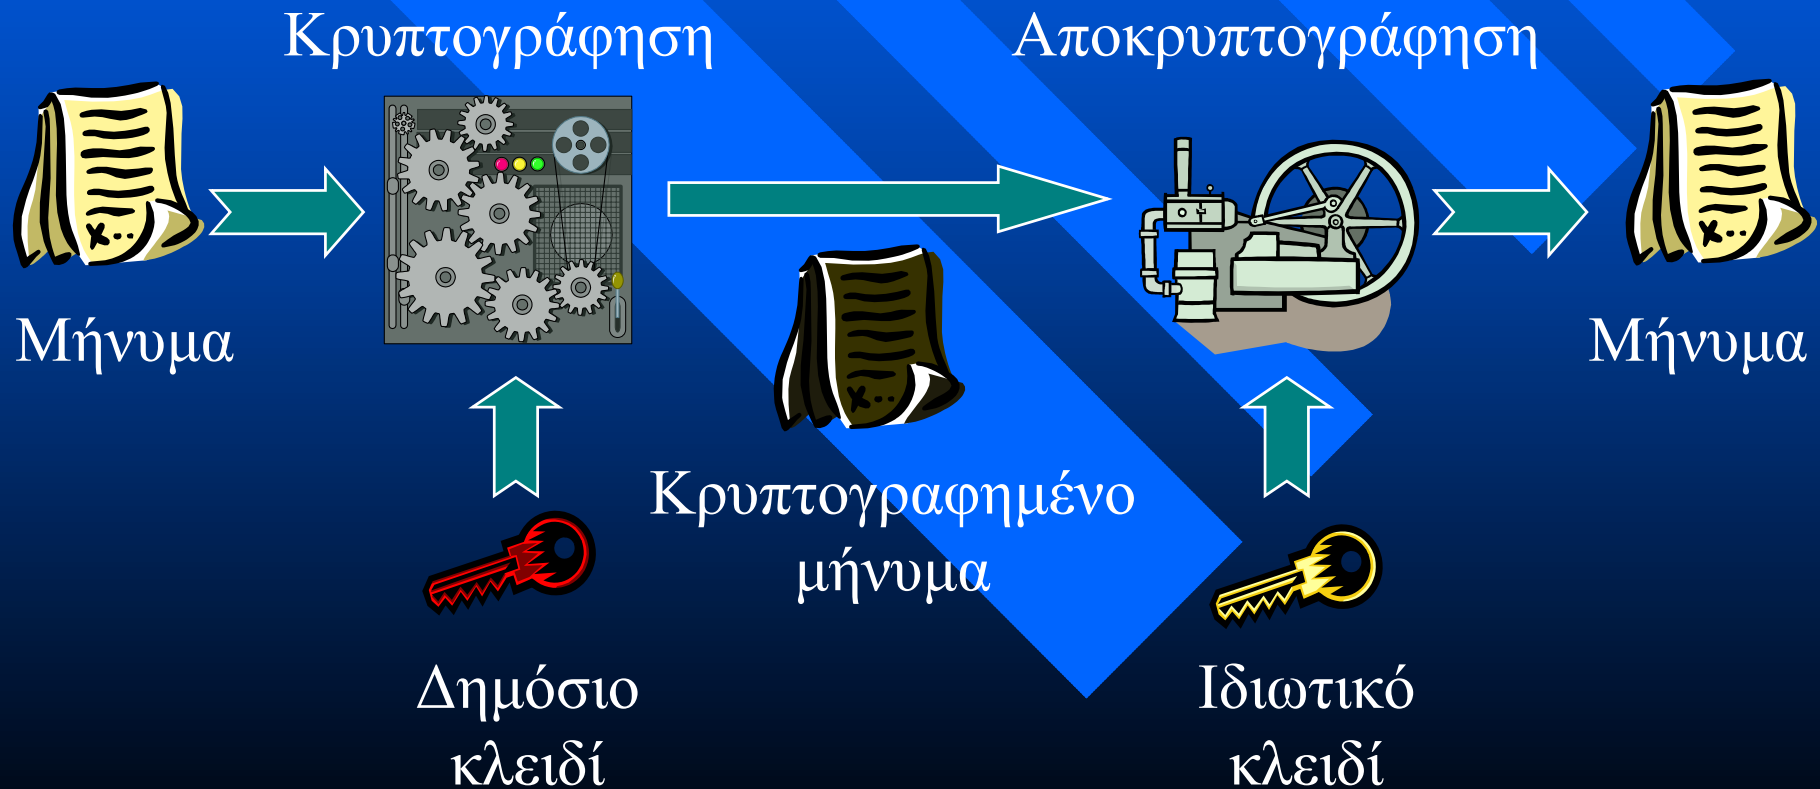 Κρυπτογράφηση
Αποκρυπτογράφηση
Μήνυμα
Μήνυμα
Κρυπτογραφημένο
μήνυμα
Δημόσιο
κλειδί
Ιδιωτικό
κλειδί